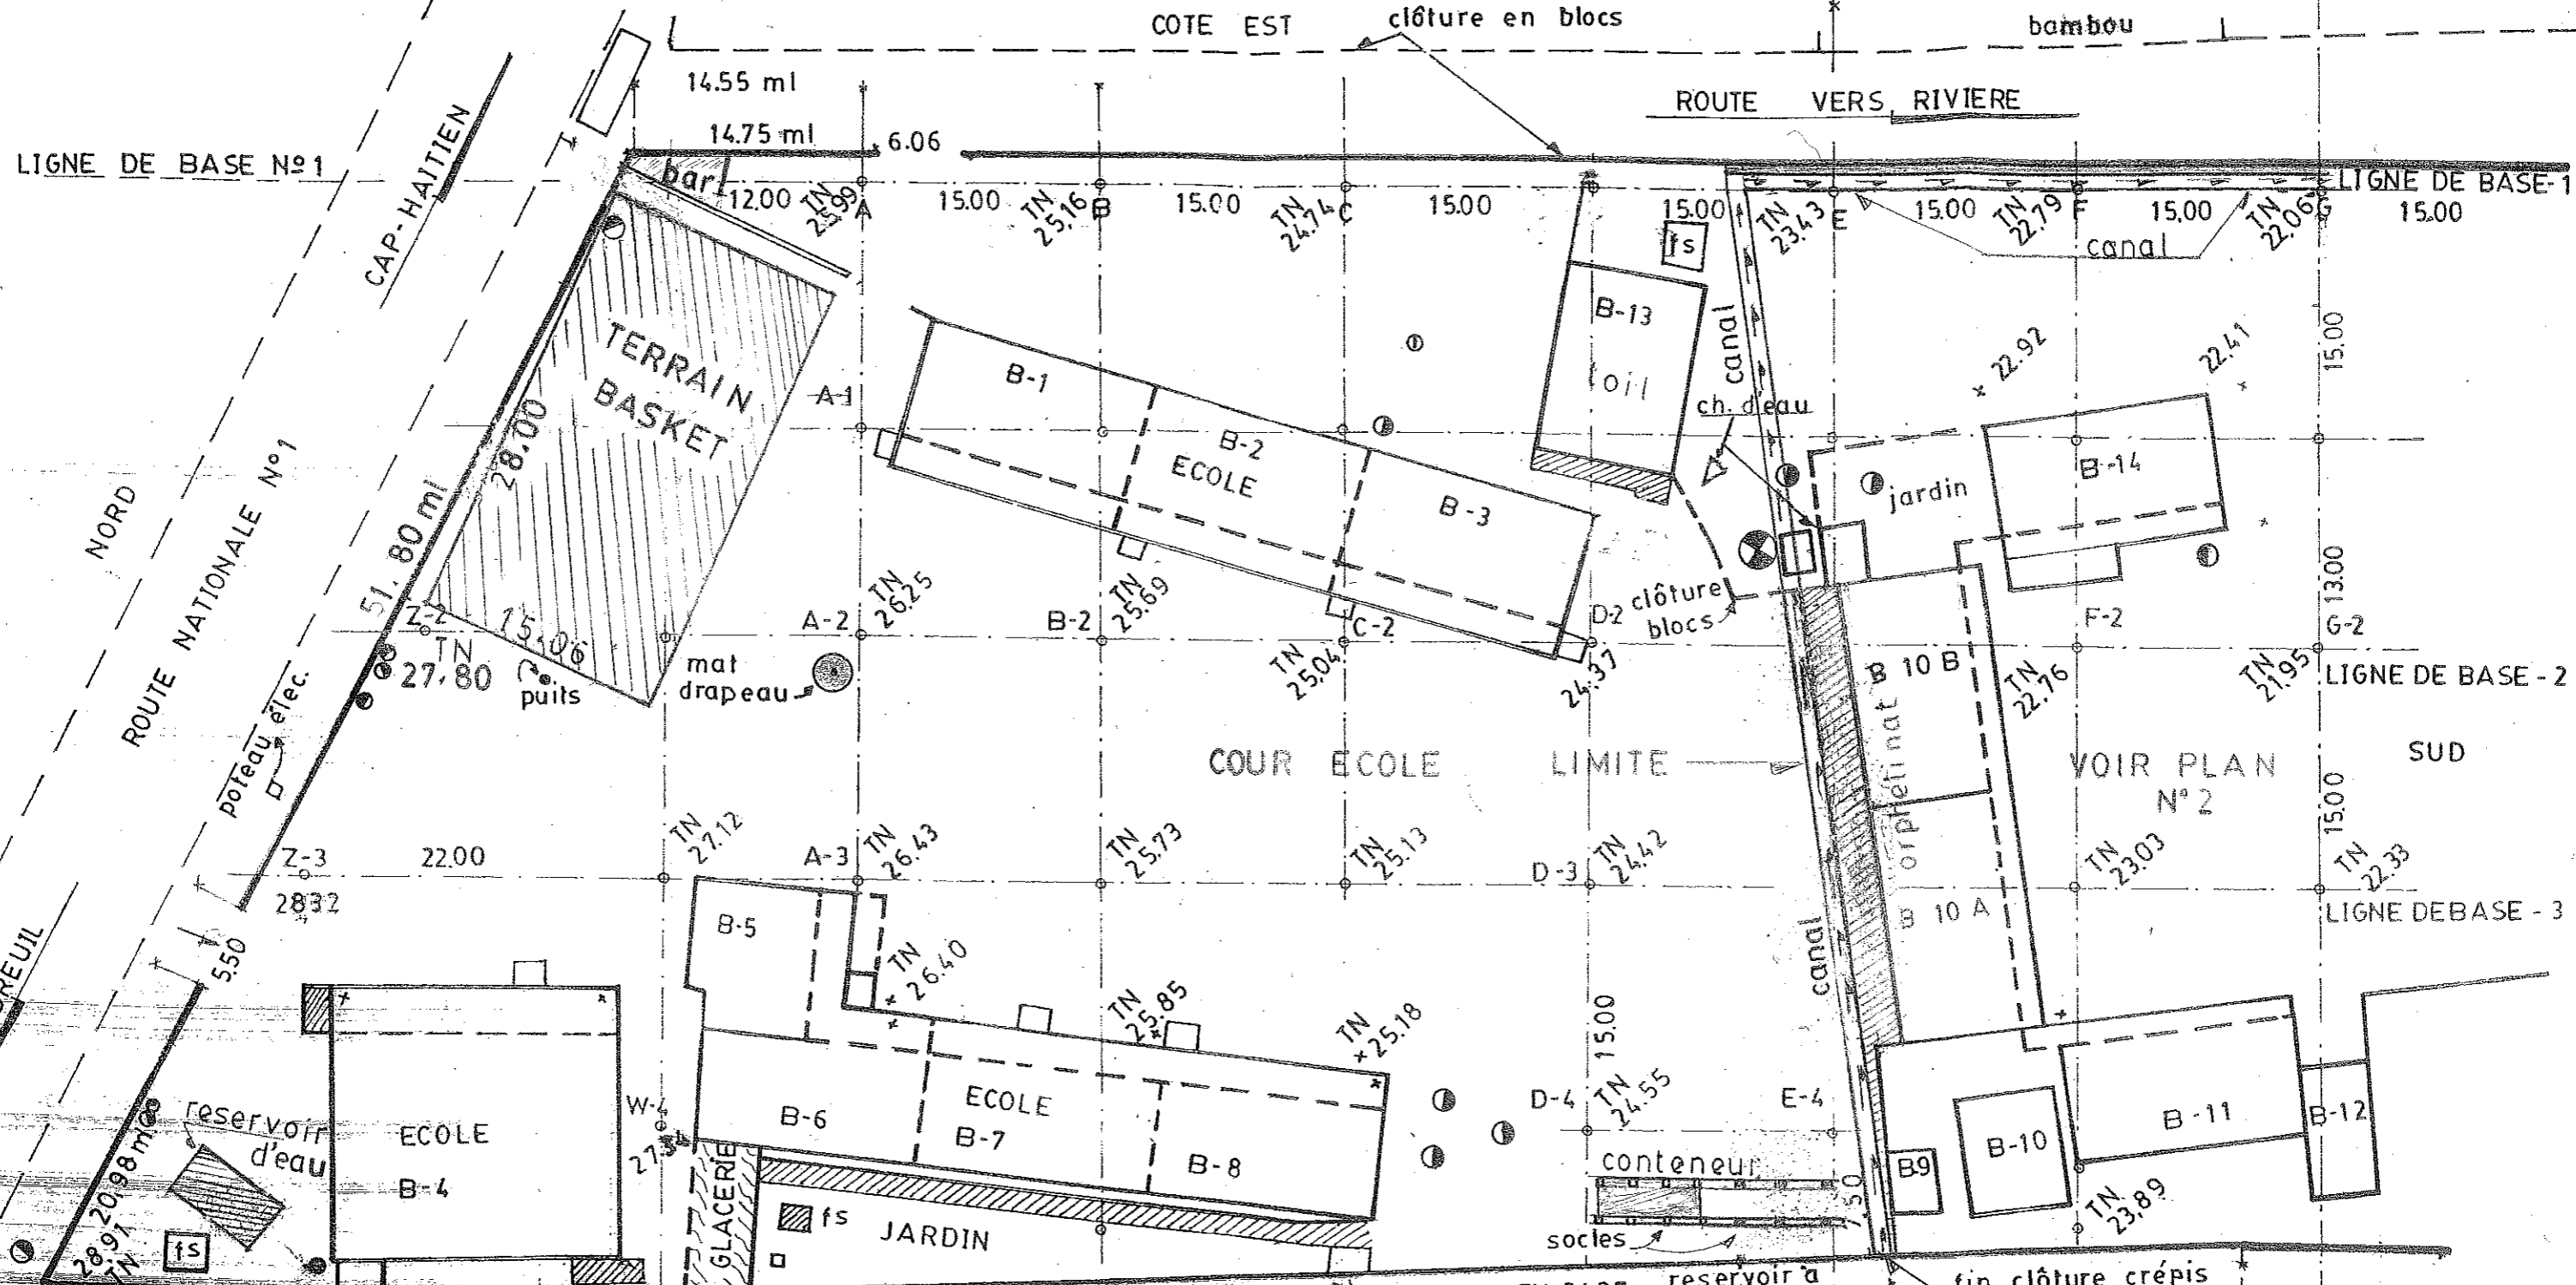 COTE EST
clôture en blocs
bambou
14.55 ml
ROUTE VERS RIVIERE
14.75 ml
6.06
LIGNE DE BASE Nº1
CAP-HAITIEN
bar
12.00
TN
25,99
A
15.00
TN
25,16
B
15.00
TN
24.74
C
15.00
15.00
TN
23.43
E
15.00
TN
22.79
F
15.00
TN
22.06
G
LIGNE DE BASE-1
15.00
canal
fs
B-13
toil
canal
ch. d'eau
TERRAIN
BASKET
28.00
A-1
B-1
B-2
ECOLE
B-3
22.92
22.41
15.00
B-14
jardin
NORD
ROUTE NATIONALE Nº1
51.80 ml
Z-2
TN
27.80
15.06
puits
mat
drapeau
A-2
TN
26.25
B-2
TN
25.69
TN
25.04
C-2
D-2
24.37
clôture
blocs
B 10 B
TN
22.76
F-2
13.00
G-2
TN
21.95
LIGNE DE BASE - 2
poteau élec.
COUR ECOLE
LIMITE
orphelinat
VOIR PLAN
Nº 2
SUD
15.00
Z-3
28.32
22.00
TN
27.12
A-3
TN
26.43
TN
25.73
TN
25.13
D-3
TN
24.42
TN
23.03
TN
22.33
LIGNE DE BASE - 3
B 10 A
canal
5.50
B-5
TN
26.40
TN
25.85
TN
25.18
15.00
reservoir
d'eau
20,98 ml
28.97
TN
fs
ECOLE
B-4
W-4
GLACERIE
B-6
ECOLE
B-7
B-8
fs
JARDIN
D-4
TN
24.55
E-4
conteneur
socles
7.50
B9
B-10
B-11
B-12
TN
23,89
reservoir a
fin clôture crépis